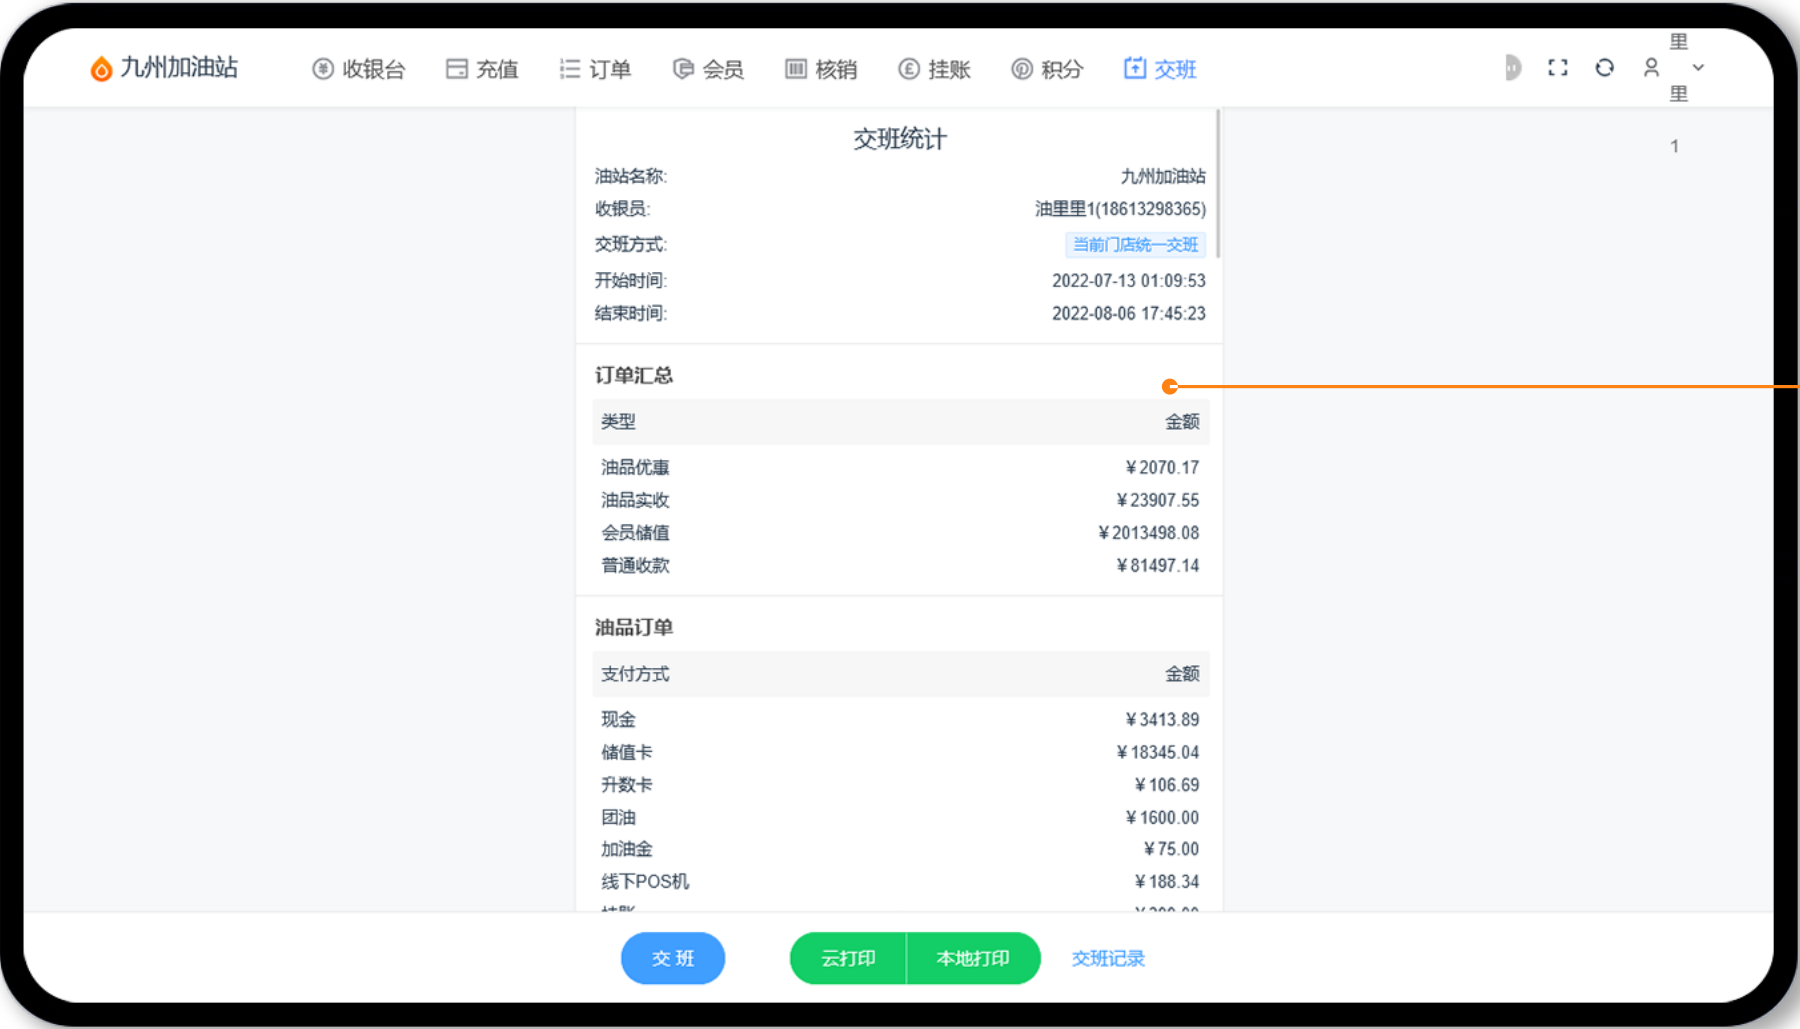 九州加油站 收银台 充值 订单 会员 核销 挂账 积分 交班
里
里
1
交班统计
油站名称: 九州加油站
收银员: 油里里1(18613298365)
交班方式: 当前门店统一交班
开始时间: 2022-07-13 01:09:53
结束时间: 2022-08-06 17:45:23
订单汇总
类型 金额
油品优惠 ¥2070.17
油品实收 ¥23907.55
会员储值 ¥2013498.08
普通收款 ¥81497.14
油品订单
支付方式 金额
现金 ¥3413.89
储值卡 ¥18345.04
升数卡 ¥106.69
团油 ¥1600.00
加油金 ¥75.00
线下POS机 ¥188.34
交 班 云打印 本地打印 交班记录